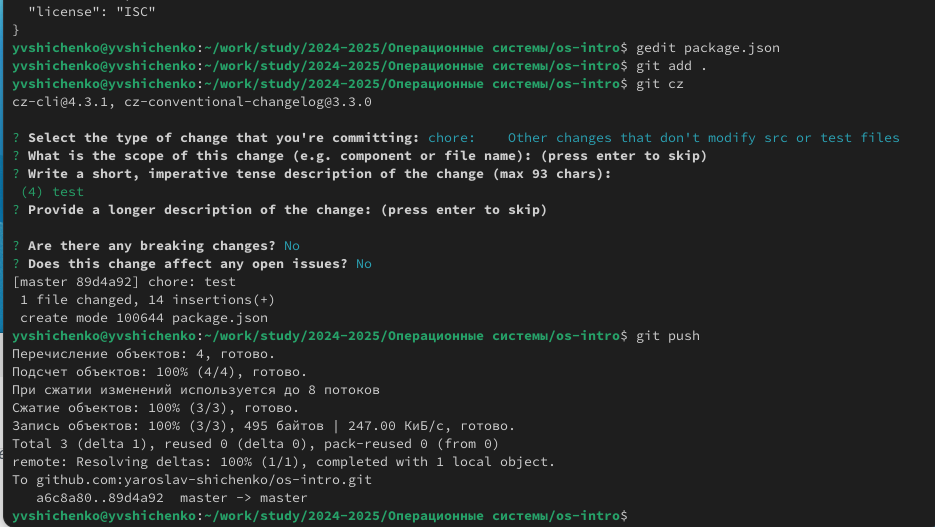 "license": "ISC"
}
yvshichenko@yvshichenko:~/work/study/2024-2025/Операционные системы/os-intro$ gedit package.json
yvshichenko@yvshichenko:~/work/study/2024-2025/Операционные системы/os-intro$ git add .
yvshichenko@yvshichenko:~/work/study/2024-2025/Операционные системы/os-intro$ git cz
cz-cli@4.3.1, cz-conventional-changelog@3.3.0
? Select the type of change that you're committing: chore:    Other changes that don't modify src or test files
? What is the scope of this change (e.g. component or file name): (press enter to skip)
? Write a short, imperative tense description of the change (max 93 chars):
(4) test
? Provide a longer description of the change: (press enter to skip)
? Are there any breaking changes? No
? Does this change affect any open issues? No
[master 89d4a92] chore: test
1 file changed, 14 insertions(+)
create mode 100644 package.json
yvshichenko@yvshichenko:~/work/study/2024-2025/Операционные системы/os-intro$ git push
Перечисление объектов: 4, готово.
Подсчет объектов: 100% (4/4), готово.
При сжатии изменений используется до 8 потоков
Сжатие объектов: 100% (3/3), готово.
Запись объектов: 100% (3/3), 495 байтов | 247.00 КиБ/с, готово.
Total 3 (delta 1), reused 0 (delta 0), pack-reused 0 (from 0)
remote: Resolving deltas: 100% (1/1), completed with 1 local object.
To github.com:yaroslav-shichenko/os-intro.git
a6c8a80..89d4a92  master -> master
yvshichenko@yvshichenko:~/work/study/2024-2025/Операционные системы/os-intro$